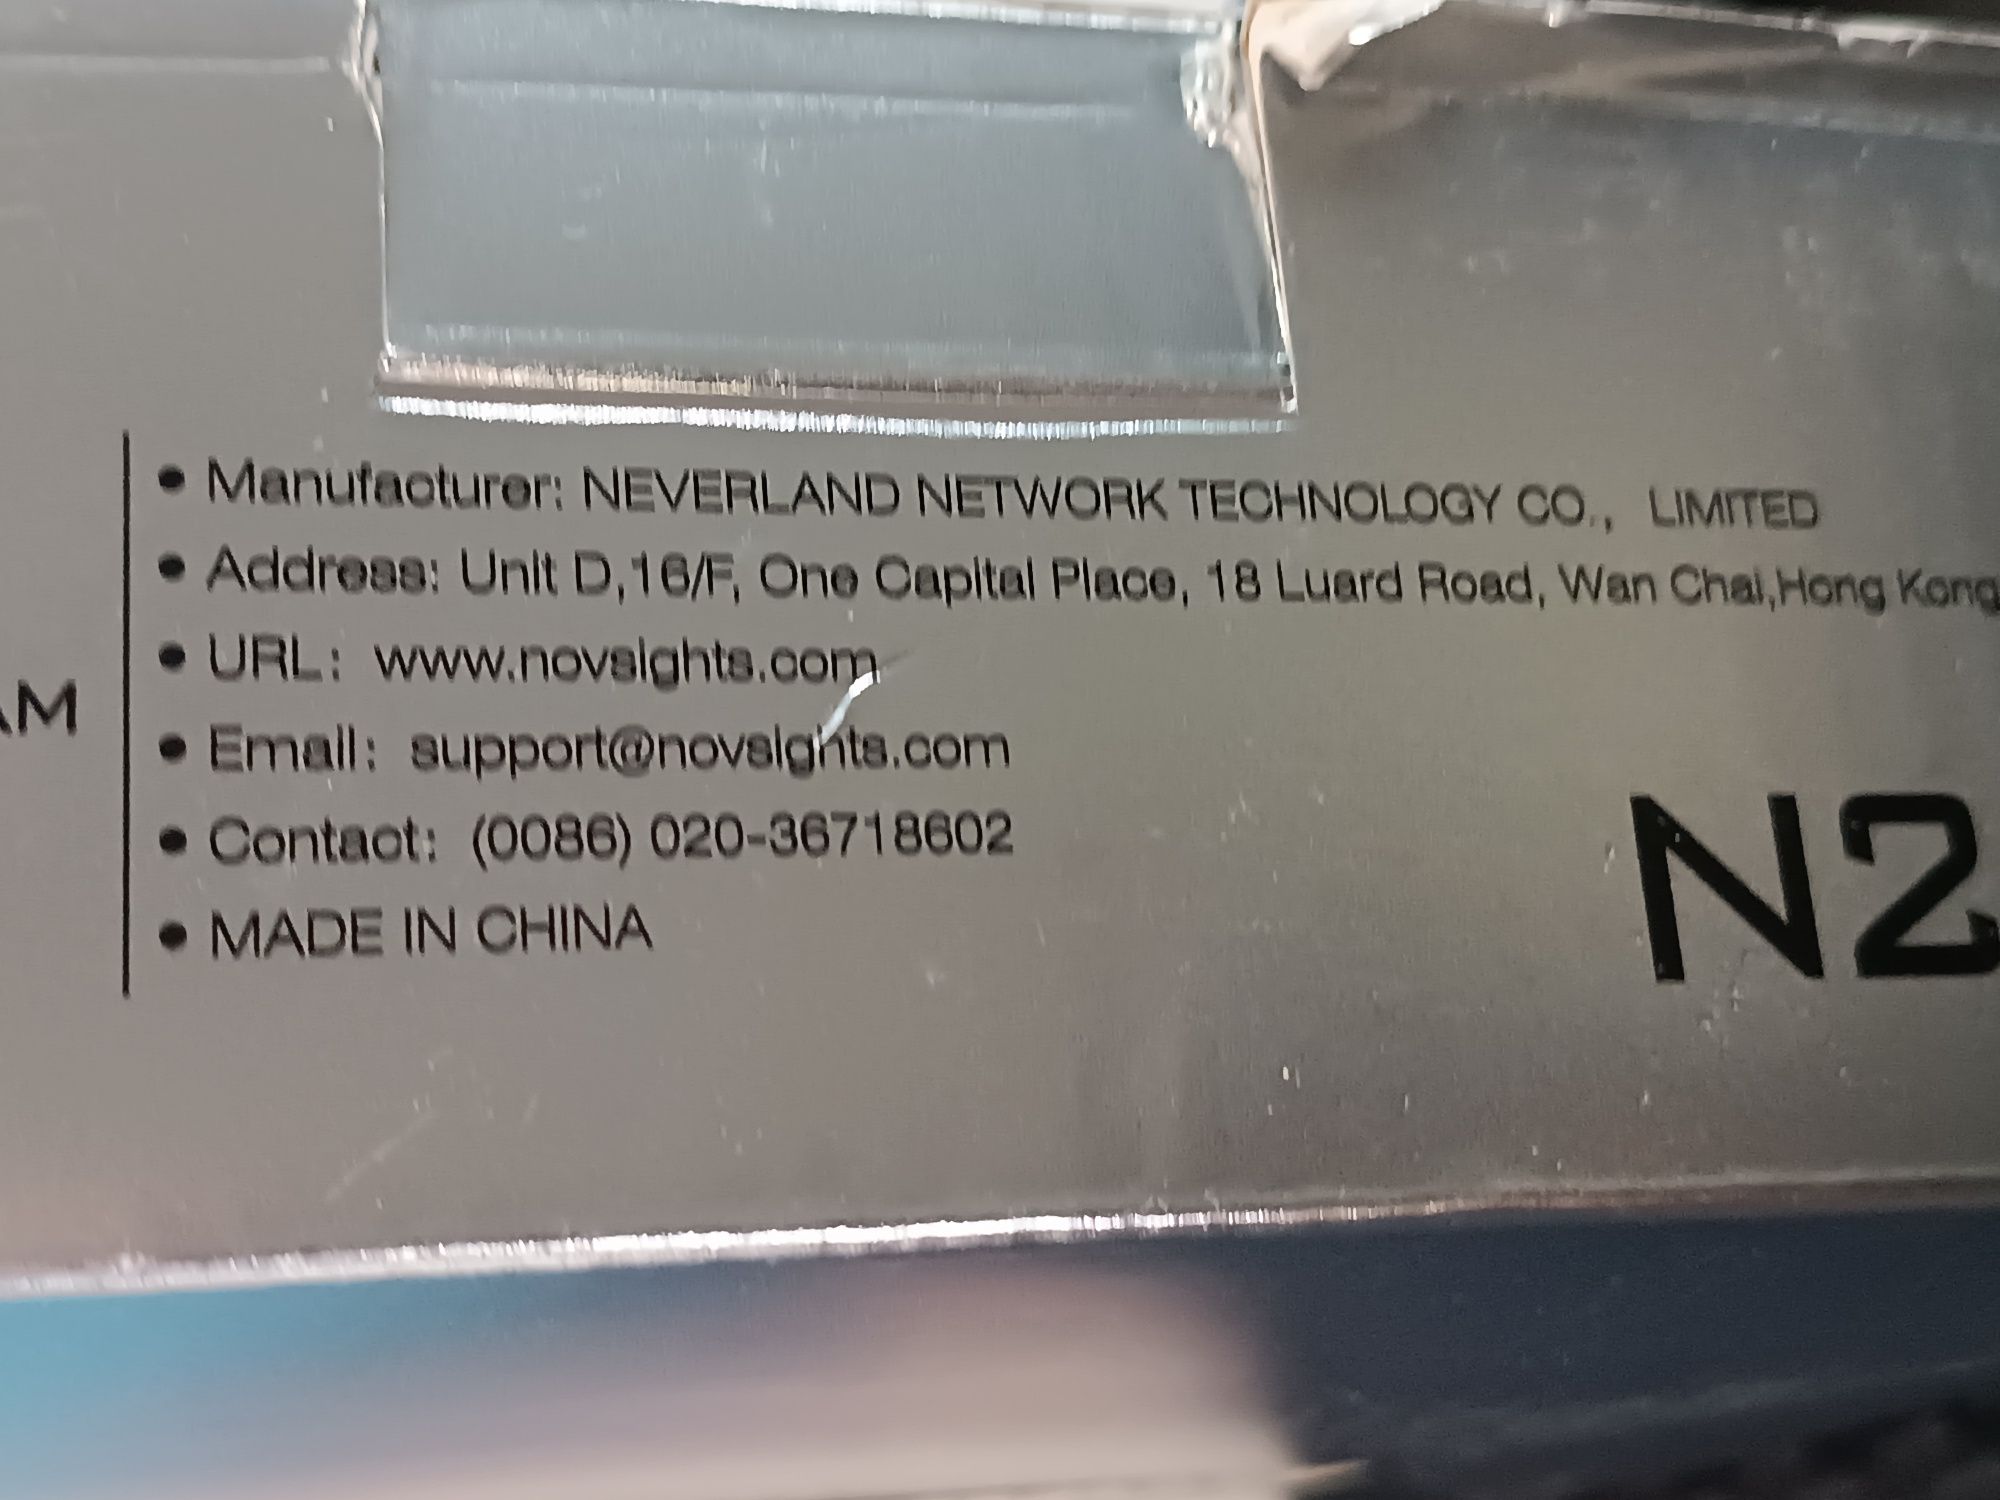 • Manufacturer: NEVERLAND NETWORK TECHNOLOGY CO., LIMITED
• Address: Unit D,16/F, One Capital Place, 18 Luard Road, Wan Chai,Hong Kong
• URL: www.novsights.com
AM
• Email: support@novsights.com
• Contact: (0086) 020-36718602
• MADE IN CHINA
N2